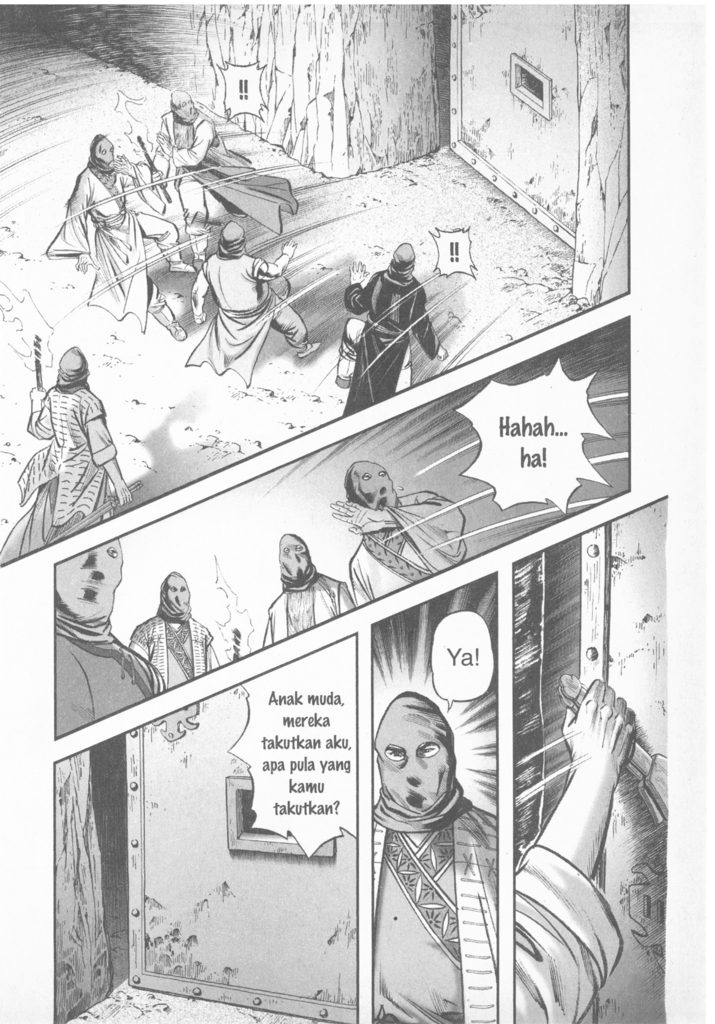 !!
!!
Hahah...
ha!
Anak muda,
mereka
takutkan aku,
apa pula yang
kamu
takutkan?
Ya!